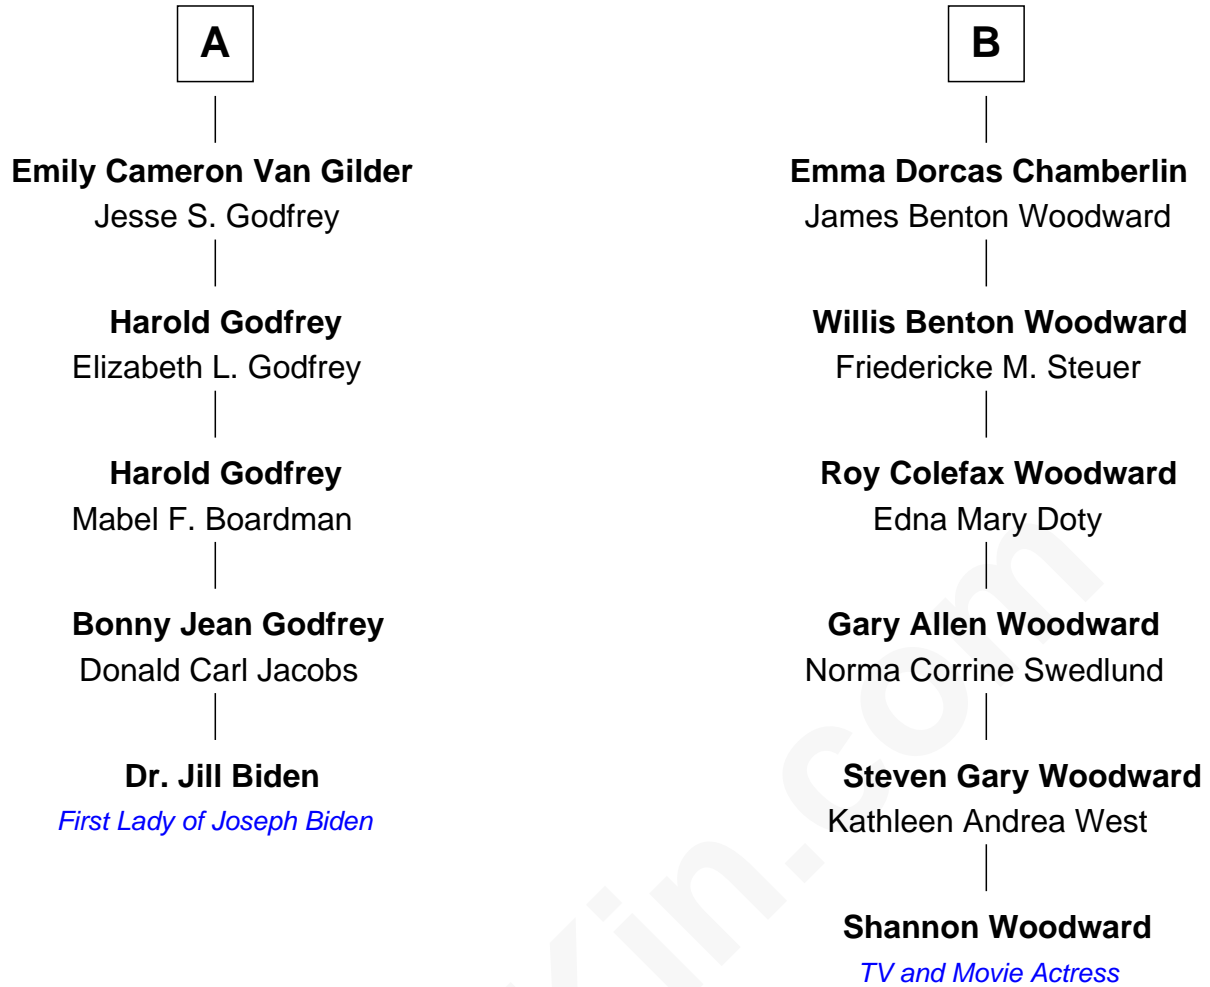 A
Emily Cameron Van Gilder
Jesse S. Godfrey
Harold Godfrey
Elizabeth L. Godfrey
Harold Godfrey
Mabel F. Boardman
Bonny Jean Godfrey
Donald Carl Jacobs
Dr. Jill Biden
First Lady of Joseph Biden
B
Emma Dorcas Chamberlin
James Benton Woodward
Willis Benton Woodward
Friedericke M. Steuer
Roy Colefax Woodward
Edna Mary Doty
Gary Allen Woodward
Norma Corrine Swedlund
Steven Gary Woodward
Kathleen Andrea West
Shannon Woodward
TV and Movie Actress
Kin.com